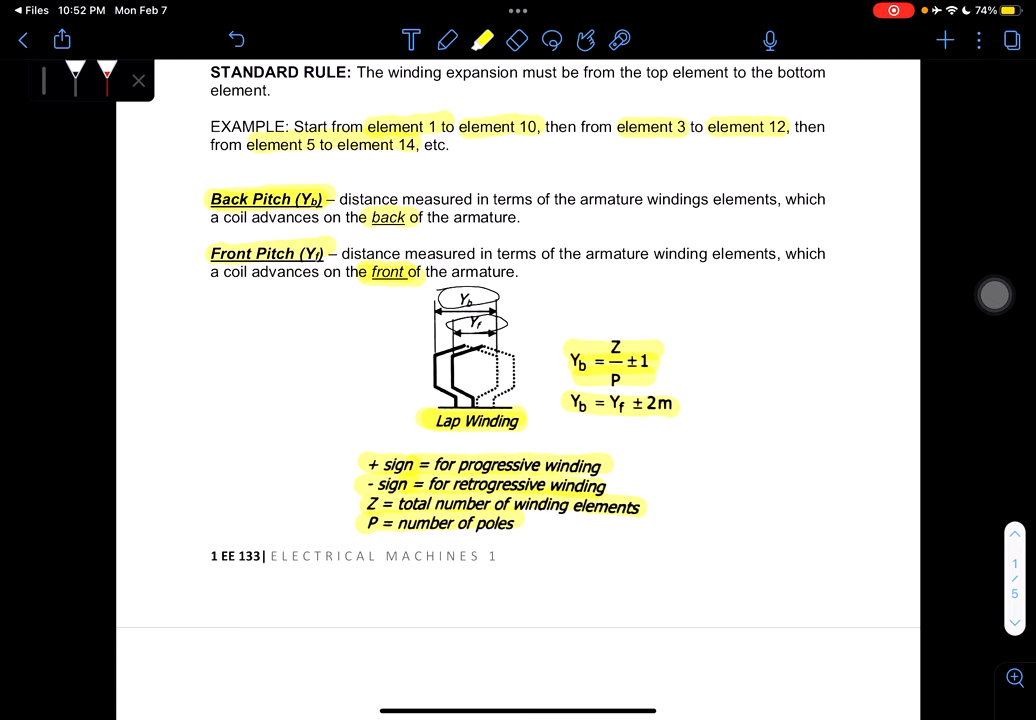 ◀ Files 10:52 PM Mon Feb 7
74%
STANDARD RULE: The winding expansion must be from the top element to the bottom
element.
EXAMPLE: Start from element 1 to element 10, then from element 3 to element 12, then
from element 5 to element 14, etc.
Back Pitch (Yb) – distance measured in terms of the armature windings elements, which
a coil advances on the back of the armature.
Front Pitch (Yf) – distance measured in terms of the armature winding elements, which
a coil advances on the front of the armature.
Yb
Yf
Yb = Z/P ±1
Yb = Yf ±2m
Lap Winding
+ sign = for progressive winding
- sign = for retrogressive winding
Z = total number of winding elements
P = number of poles
1 EE 133| ELECTRICAL MACHINES 1
1
/
5